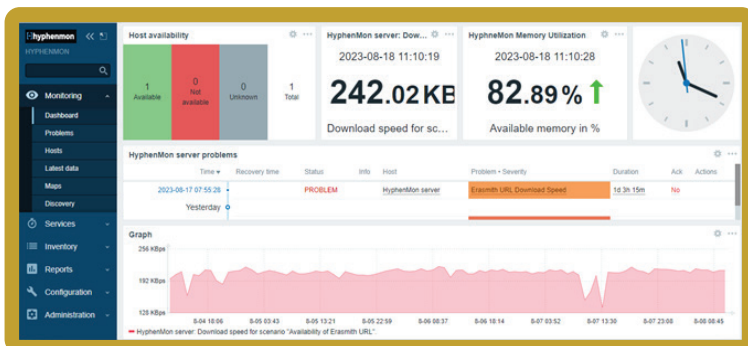 hyphenmon
HYPHENMON
Monitoring
Dashboard
Problems
Hosts
Latest data
Maps
Discovery
Services
Inventory
Reports
Configuration
Administration
Host availability
1
Available
0
Not
available
0
Unknown
1
Total
HyphenMon server: Dow...
2023-08-18 11:10:19
242.02 KB
Download speed for sc...
HyphneMon Memory Utilization
2023-08-18 11:10:28
82.89 %
Available memory in %
HyphenMon server problems
Time Recovery time Status Info Host Problem • Severity Duration Ack Actions
2023-08-17 07:55:28 PROBLEM HyphenMon server Erasmith URL Download Speed 1d 3h 15m No
Yesterday
Graph
256 KBps
192 KBps
128 KBps
8-04 18:06 8-05 03:43 8-05 13:21 8-05 22:59 8-06 08:37 8-06 18:14 8-07 03:52 8-07 13:30 8-07 23:08 8-08 08:45
HyphenMon server: Download speed for scenario "Availability of Erasmith URL".